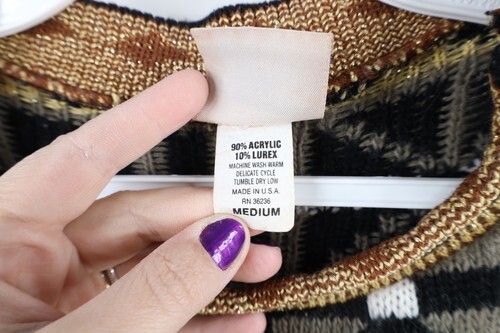 90% ACRYLIC
10% LUREX
MACHINE WASH WARM
DELICATE CYCLE
TUMBLE DRY LOW
MADE IN U.S.A.
RN 36236
MEDIUM